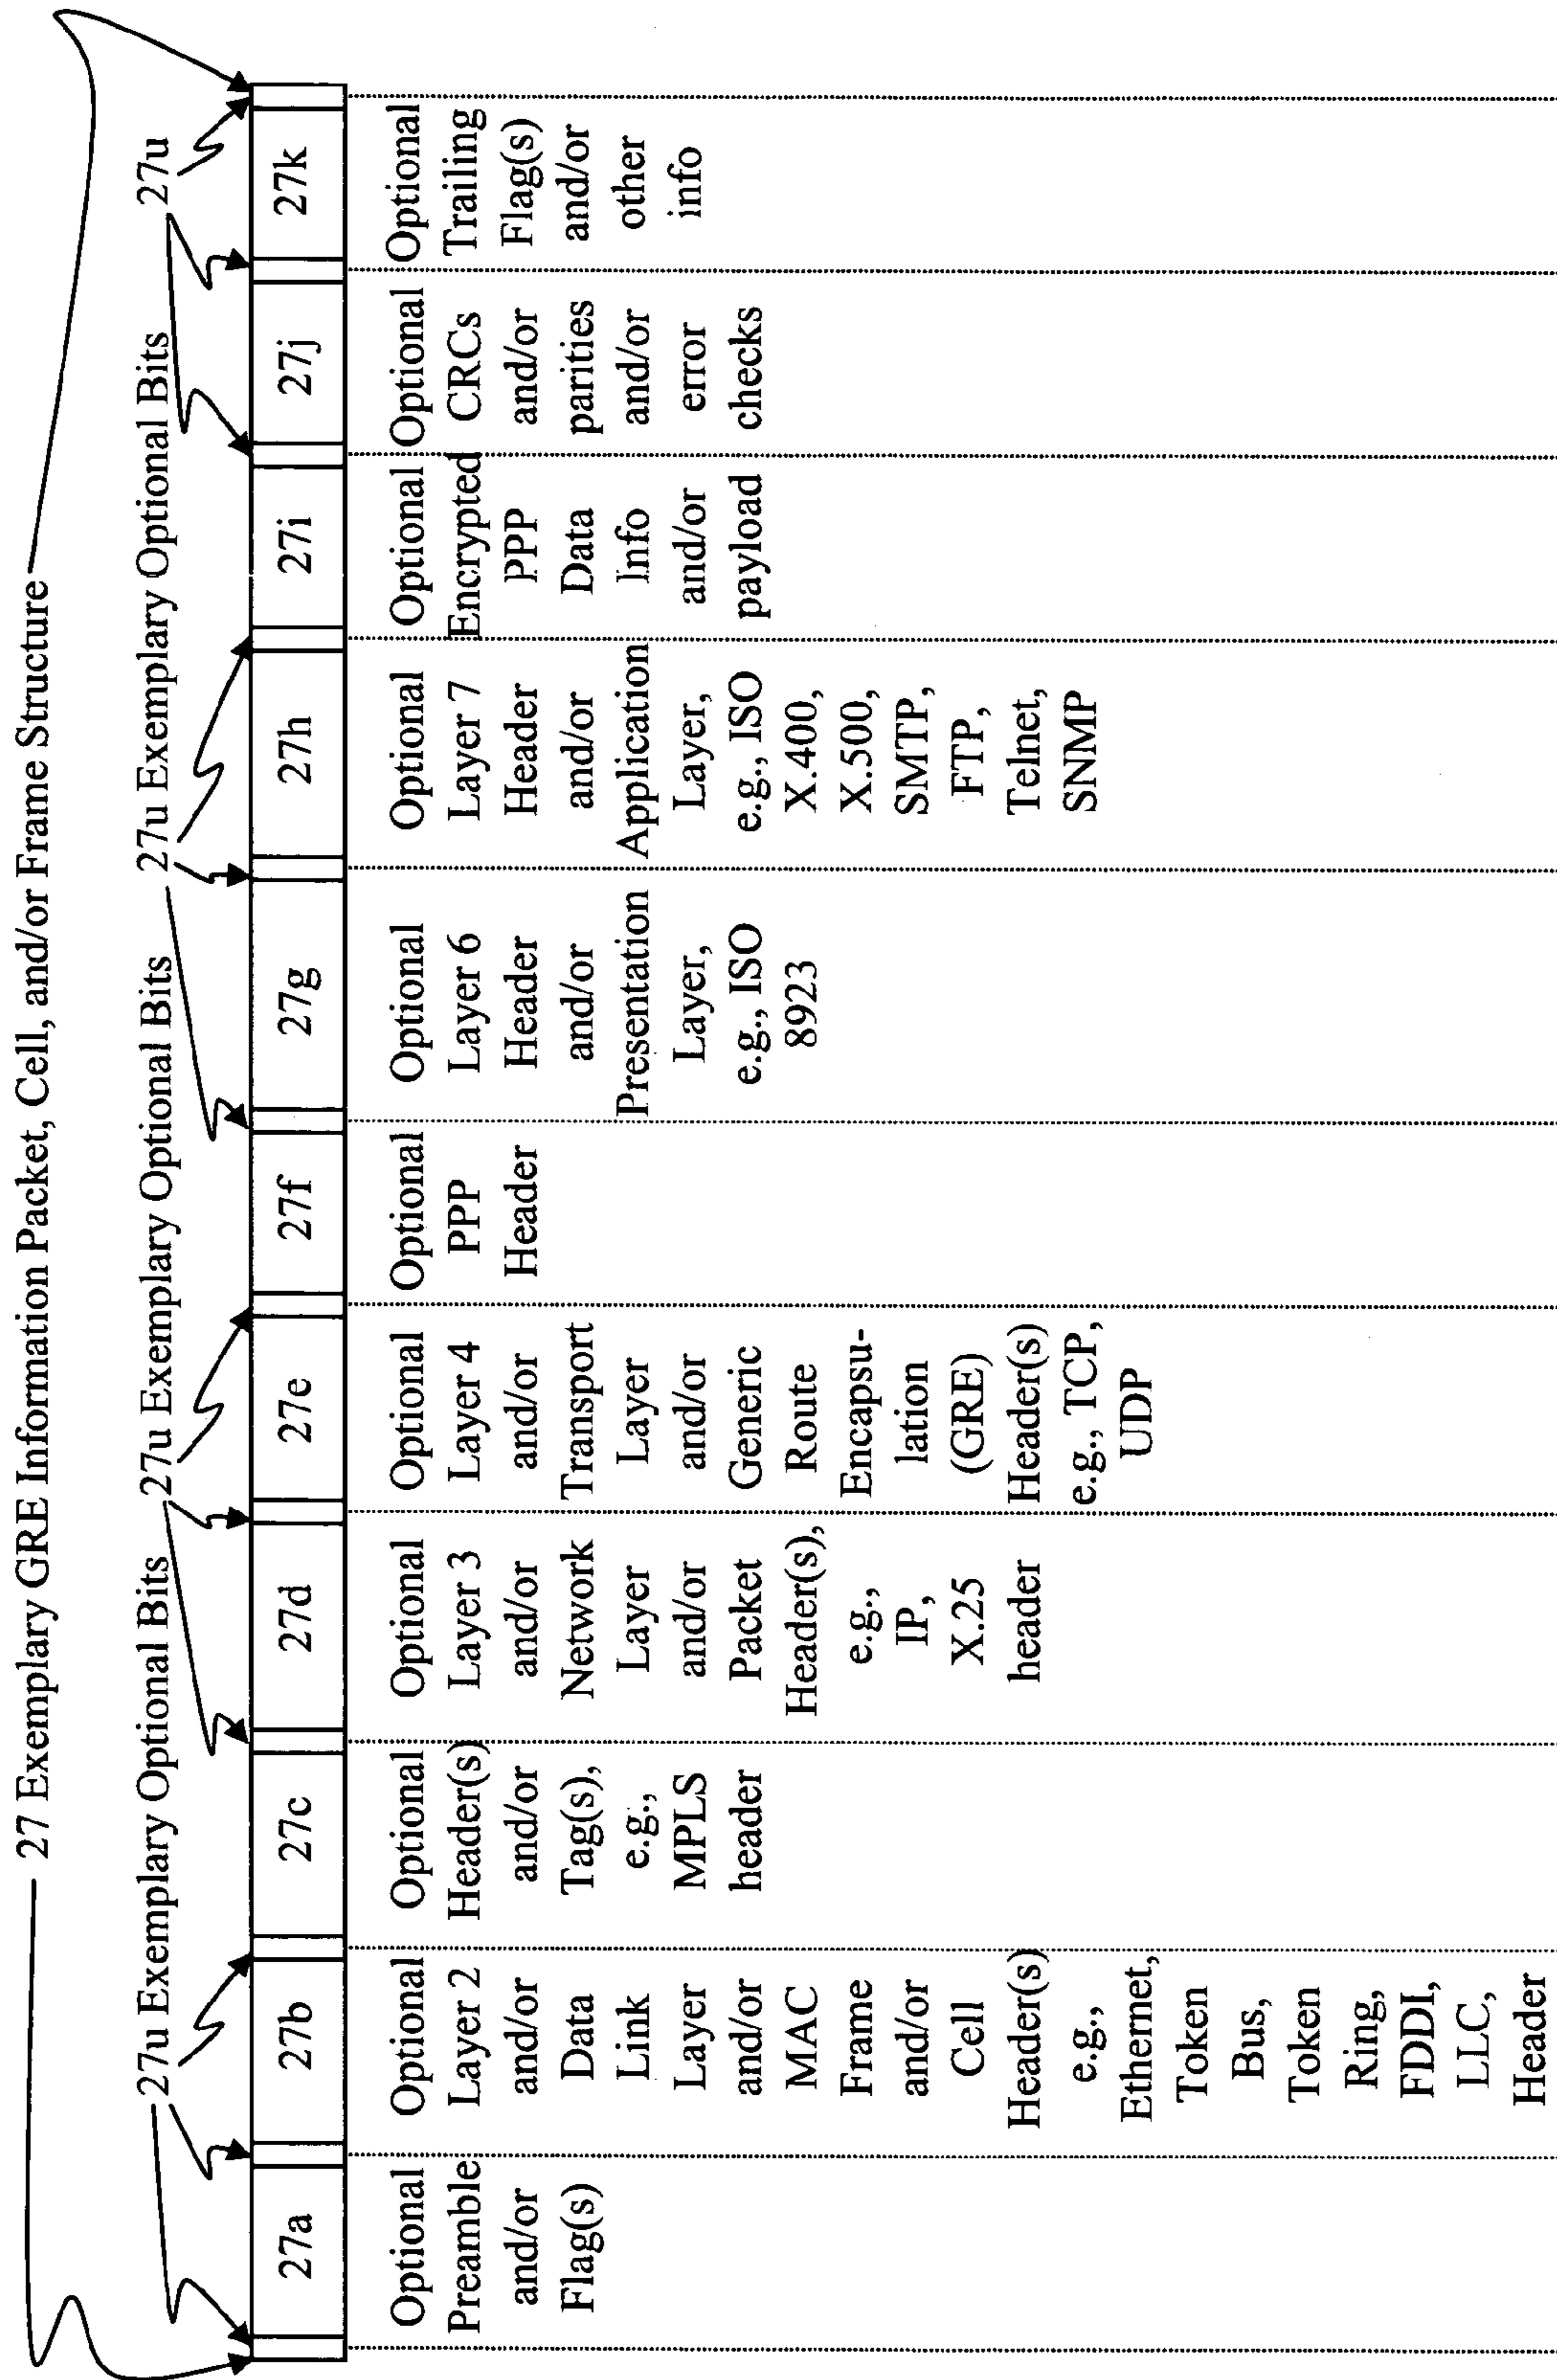 27 Exemplary GRE Information Packet, Cell, and/or Frame Structure
27u Exemplary Optional Bits 27u Exemplary Optional Bits 27u Exemplary Optional Bits 27u
27a 27b 27c 27d 27e 27f 27g 27h 27i 27j 27k
Optional
Preamble
and/or
Flag(s)
Optional
Layer 2
and/or
Data
Link
Layer
and/or
MAC
Frame
and/or
Cell
Header(s)
e.g.,
Ethernet,
Token
Bus,
Token
Ring,
FDDI,
LLC,
Header
Optional
Header(s)
and/or
Tag(s),
e.g.,
MPLS
header
Optional
Layer 3
and/or
Network
Layer
and/or
Packet
Header(s),
e.g.,
IP,
X.25
header
Optional
Layer 4
and/or
Transport
Layer
and/or
Generic
Route
Encapsu-
lation
(GRE)
Header(s)
e.g., TCP,
UDP
Optional
PPP
Header
Optional
Layer 6
Header
and/or
Presentation
Layer,
e.g., ISO
8923
Optional
Layer 7
Header
and/or
Application
Layer,
e.g., ISO
X.400,
X.500,
SMTP,
FTP,
Telnet,
SNMP
Optional
Encrypted
PPP
Data
Info
and/or
payload
Optional
CRCs
and/or
parities
and/or
error
checks
Optional
Trailing
Flag(s)
and/or
other
info